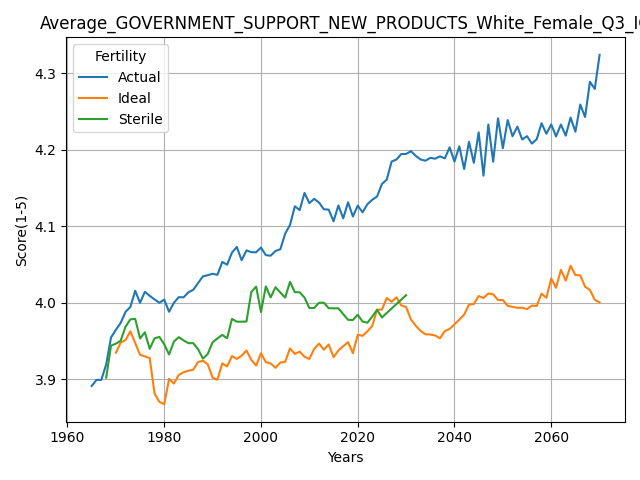 Average_GOVERNMENT_SUPPORT_NEW_PRODUCTS_White_Female_Q3_I
Fertility
Actual
Ideal
Sterile
4.3
4.2
4.1
4.0
3.9
Score(1-5)
1960 1980 2000 2020 2040 2060
Years